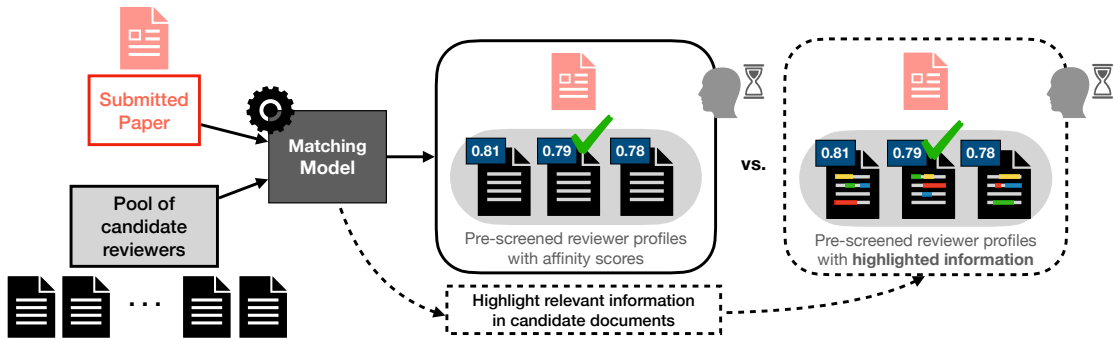 Submitted
Paper
Pool of
candidate
reviewers
. . .
Matching
Model
0.81
0.79
0.78
Pre-screened reviewer profiles
with affinity scores
vs.
0.81
0.79
0.78
Pre-screened reviewer profiles
with highlighted information
Highlight relevant information
in candidate documents